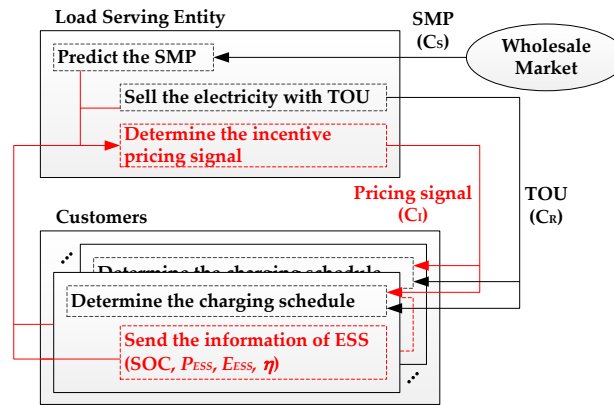 Load Serving Entity
SMP
(CS)
Wholesale
Market
Predict the SMP
Sell the electricity with TOU
Determine the incentive
pricing signal
Pricing signal
(CI)
TOU
(CR)
Customers
Determine the charging schedule
Determine the charging schedule
Send the information of ESS
(SOC, PESS, EESS, η)